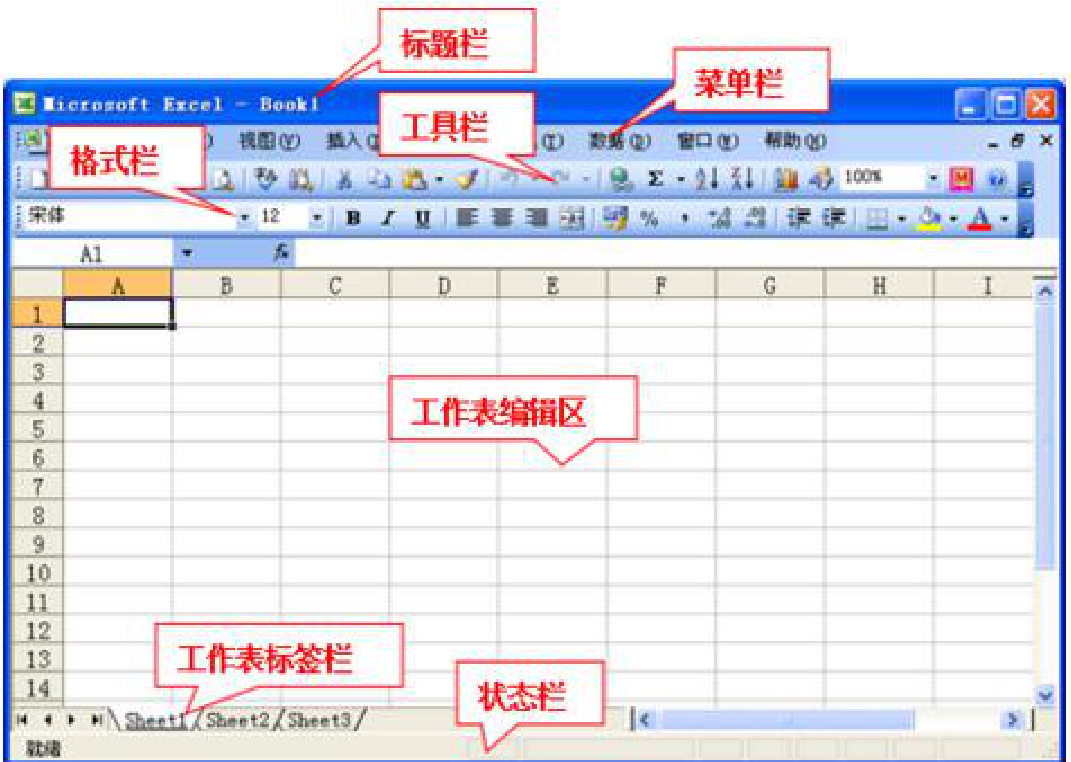 标题栏
菜单栏
Microsoft Excel - Book1
工具栏
视图(V) 插入 (T) 数据(D) 窗口(W) 帮助(H)
格式栏
100%
宋体 12 B I U Σ % , A
A1 fx
A B C D E F G H I
1
2
3
4
工作表编辑区
5
6
7
8
9
10
11
12
工作表标签栏
13
14
状态栏
Sheet1 Sheet2 Sheet3
就绪